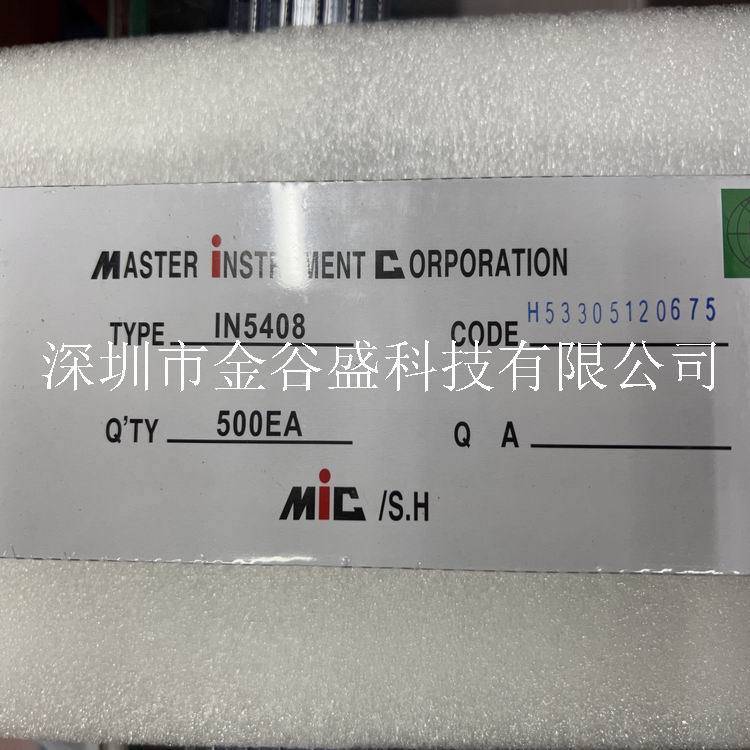 MASTER INSTRUMENT CORPORATION
TYPE IN5408 CODE H53305120675
深圳市金谷盛科技有限公司
Q'TY 500EA Q A
MiC /S.H